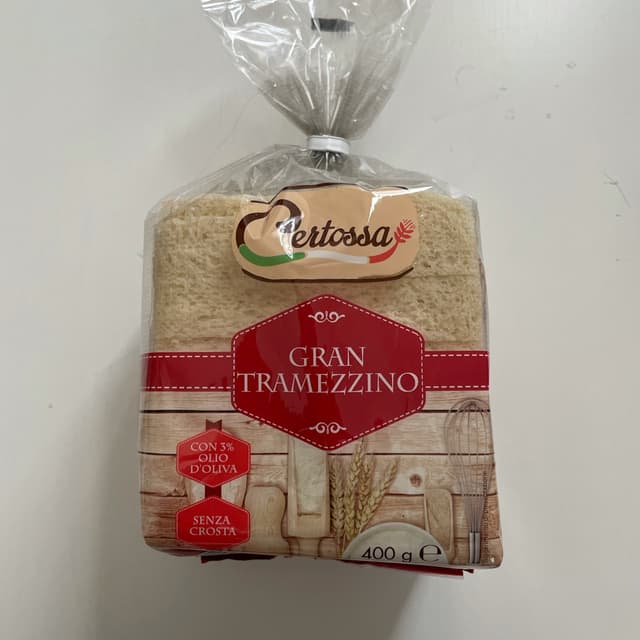 Bertossa
GRAN
TRAMEZZINO
CON 3%
OLIO
D'OLIVA
SENZA
CROSTA
400 g e